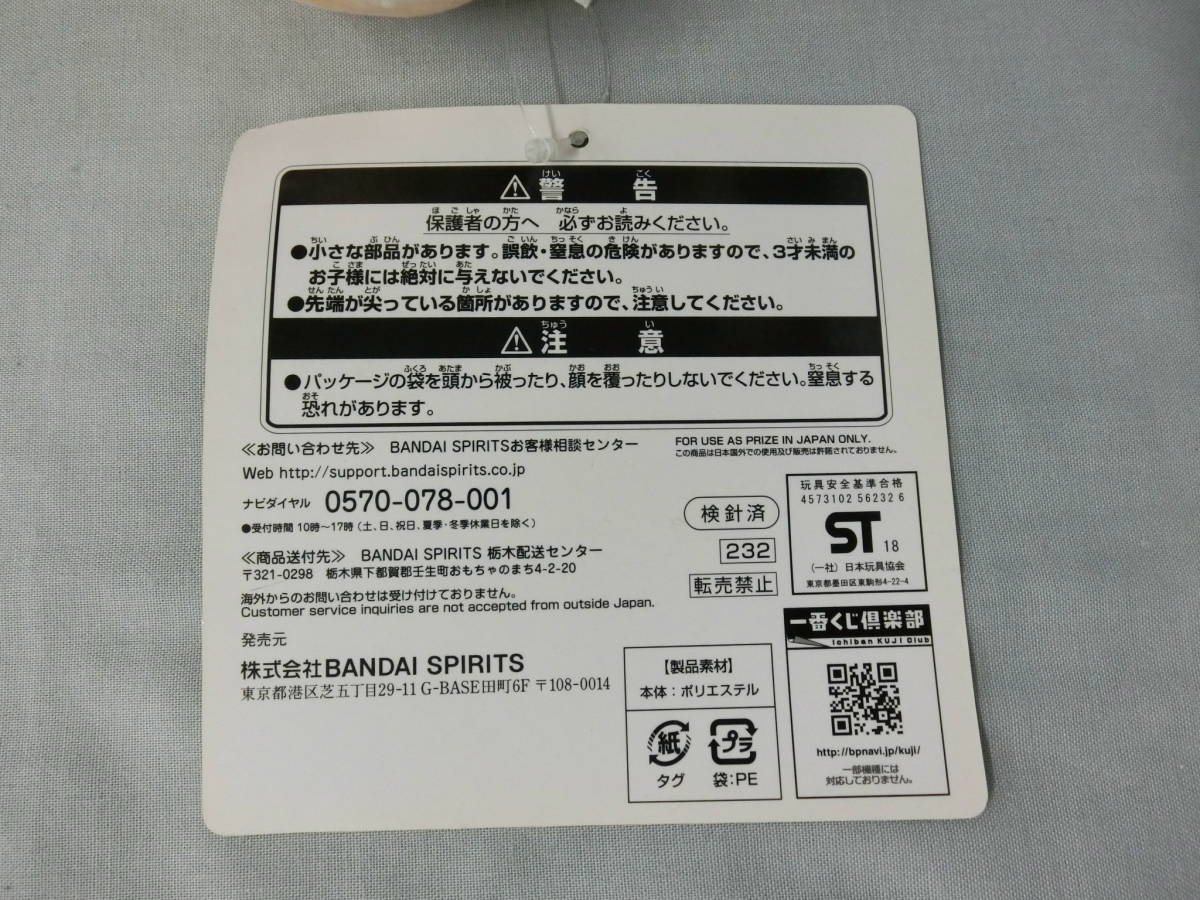 ⚠警告
保護者の方へ 必ずお読みください。
●小さな部品があります。誤飲・窒息の危険がありますので、3才未満の
お子様には絶対に与えないでください。
●先端が尖っている箇所がありますので、注意してください。
⚠注意
●パッケージの袋を頭から被ったり、顔を覆ったりしないでください。窒息する
恐れがあります。
≪お問い合わせ先≫ BANDAI SPIRITSお客様相談センター
Web http://support.bandaispirits.co.jp
ナビダイヤル 0570-078-001
●受付時間 10時〜17時(土、日、祝日、夏季・冬季休業日を除く)
≪商品送付先≫ BANDAI SPIRITS 栃木配送センター
〒321-0298 栃木県下都賀郡壬生町おもちゃのまち4-2-20
海外からのお問い合わせは受け付けておりません。
Customer service inquiries are not accepted from outside Japan.
発売元
株式会社BANDAI SPIRITS
東京都港区芝五丁目29-11 G-BASE田町6F 〒108-0014
FOR USE AS PRIZE IN JAPAN ONLY.
この商品は日本国外での使用及び販売は許諾されておりません。
検針済
232
転売禁止
玩具安全基準合格
4573102 56232 6
ST 18
(一社)日本玩具協会
東京都墨田区東駒形4-22-4
一番くじ倶楽部
Ichiban KUJI Club
http://bpnavi.jp/kuji/
一部機種には
対応しておりません。
【製品素材】
本体：ポリエステル
紙
タグ
プラ
袋：PE